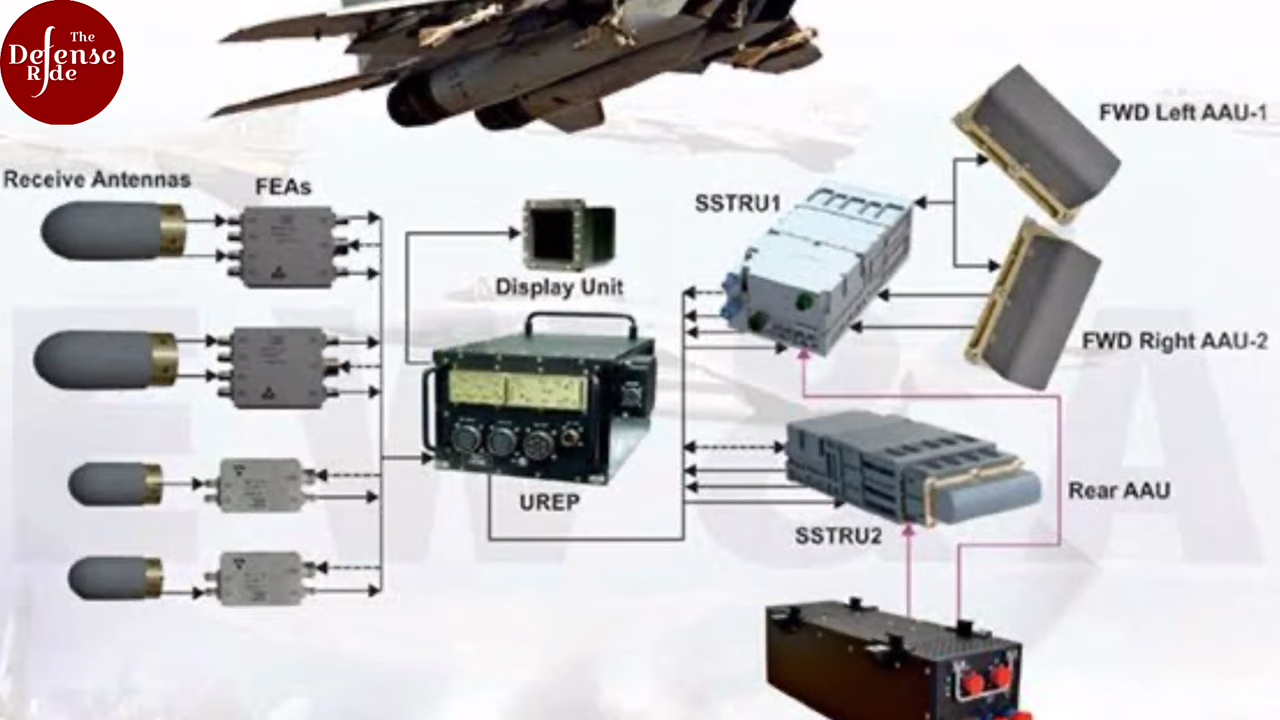 The
Defense
Ride
FWD Left AAU-1
Receive Antennas
FEAs
SSTRU1
Display Unit
FWD Right AAU-2
UREP
Rear AAU
SSTRU2